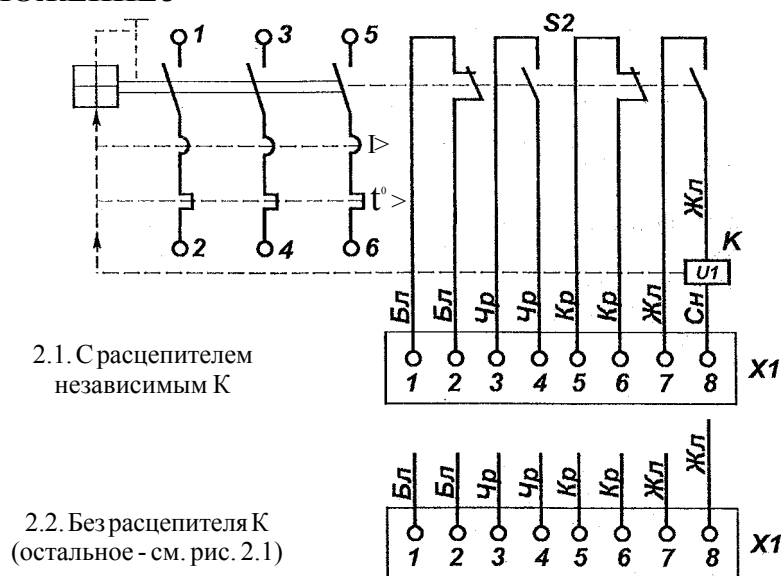 S2
1 3 5
I>
t° >
2 4 6
Жл
K
U1
Бл Бл Чр Чр Кр Кр Жл Сн
1 2 3 4 5 6 7 8
X1
2.1. С расцепителем
независимым К
Бл Бл Чр Чр Кр Кр Жл Жл
1 2 3 4 5 6 7 8
X1
2.2. Без расцепителя К
(остальное - см. рис. 2.1)